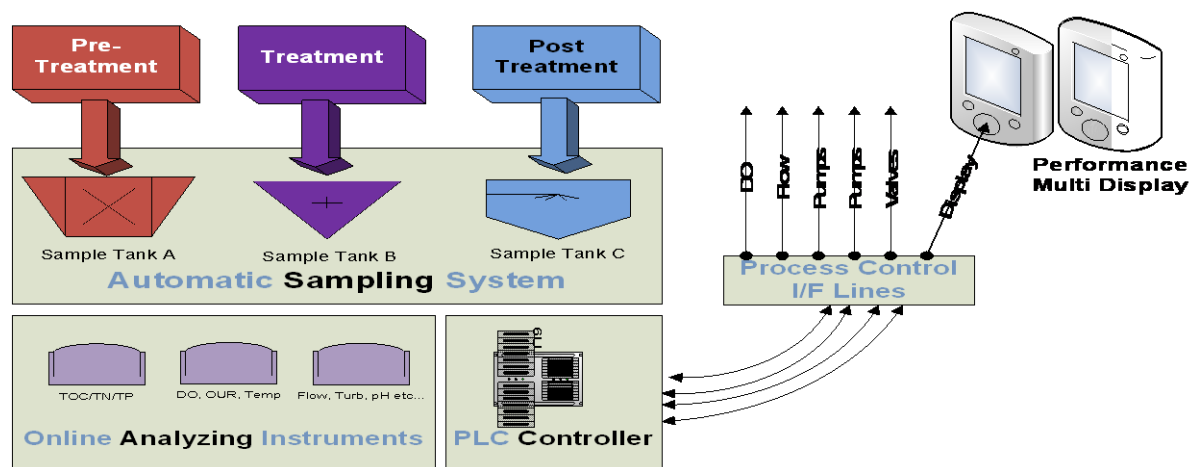 Pre-
Treatment
Treatment
Post
Treatment
Sample Tank A
Sample Tank B
Sample Tank C
Automatic Sampling System
DO
Flow
Pumps
Pumps
Valves
Display
Performance
Multi Display
Process Control
I/F Lines
TOC/TN/TP
DO, OUR, Temp
Flow, Turb, pH etc...
Online Analyzing Instruments
PLC Controller